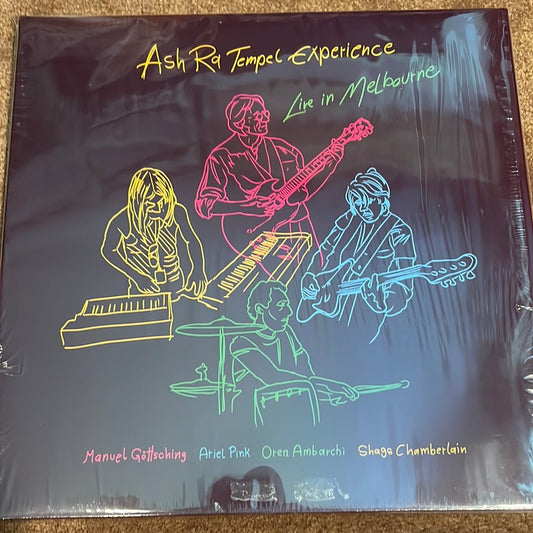 Ash Ra Tempel Experience
Live in Melbourne
Manuel Göttsching Ariel Pink Oren Ambarchi Shags Chamberlain